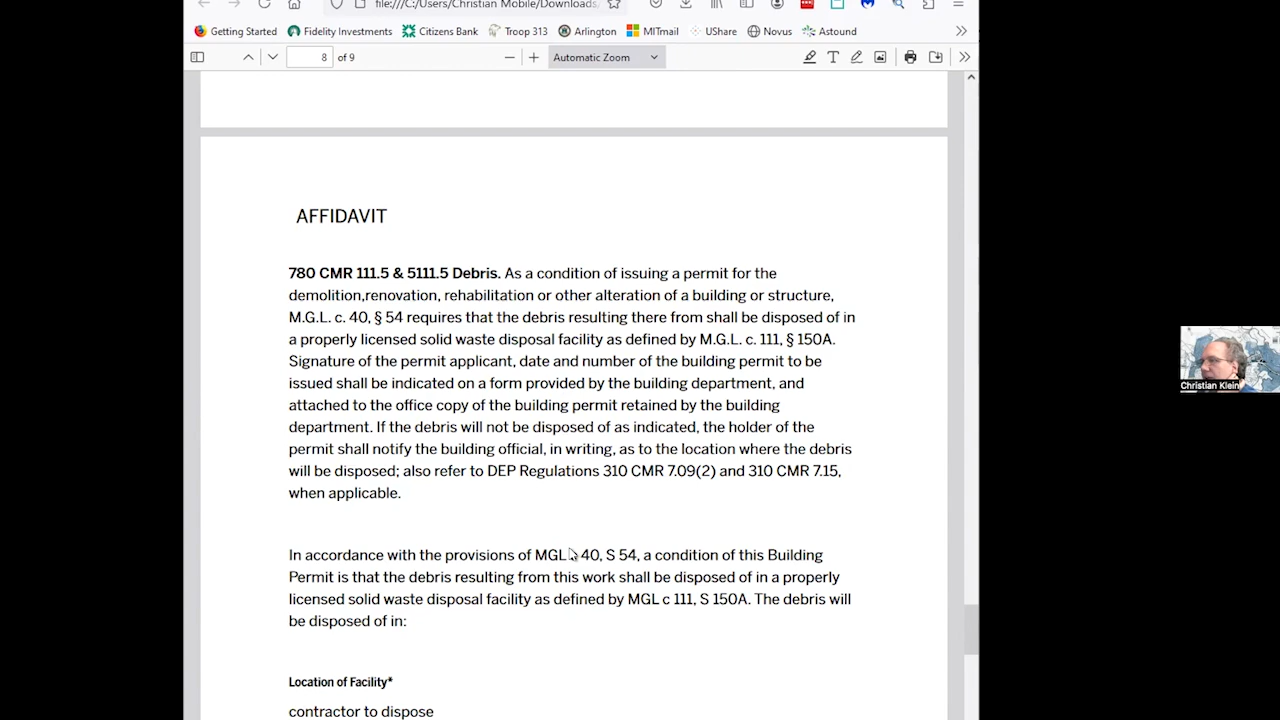 file:///C:/Users/Christian Mobile/Downloads
Getting Started Fidelity Investments Citizens Bank Troop 313 Arlington MITmail UShare Novus Astound
8 of 9 Automatic Zoom
AFFIDAVIT
780 CMR 111.5 & 5111.5 Debris. As a condition of issuing a permit for the
demolition,renovation, rehabilitation or other alteration of a building or structure,
M.G.L. c. 40, § 54 requires that the debris resulting there from shall be disposed of in
a properly licensed solid waste disposal facility as defined by M.G.L. c. 111, § 150A.
Signature of the permit applicant, date and number of the building permit to be
issued shall be indicated on a form provided by the building department, and
attached to the office copy of the building permit retained by the building
department. If the debris will not be disposed of as indicated, the holder of the
permit shall notify the building official, in writing, as to the location where the debris
will be disposed; also refer to DEP Regulations 310 CMR 7.09(2) and 310 CMR 7.15,
when applicable.
In accordance with the provisions of MGL 40, S 54, a condition of this Building
Permit is that the debris resulting from this work shall be disposed of in a properly
licensed solid waste disposal facility as defined by MGL c 111, S 150A. The debris will
be disposed of in:
Location of Facility*
contractor to dispose
Christian Klein